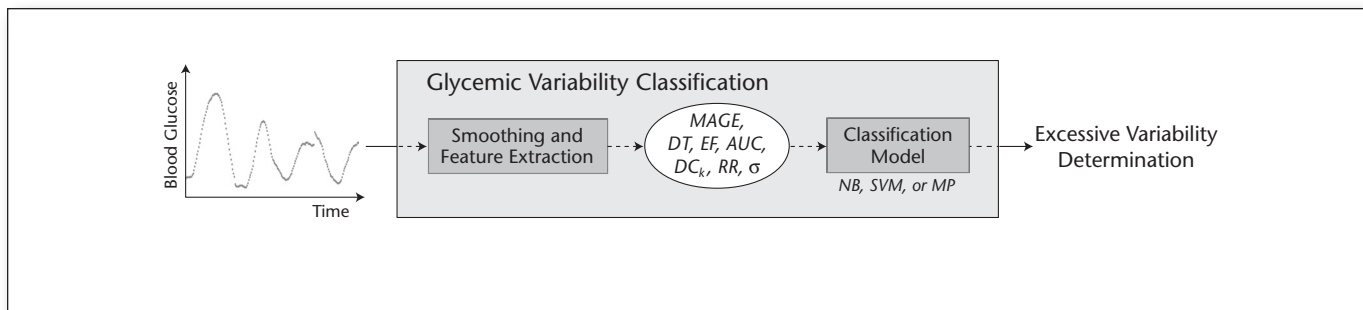 Blood Glucose
Time
Glycemic Variability Classification
Smoothing and
Feature Extraction
MAGE,
DT, EF, AUC,
DCk, RR, σ
Classification
Model
NB, SVM, or MP
Excessive Variability
Determination